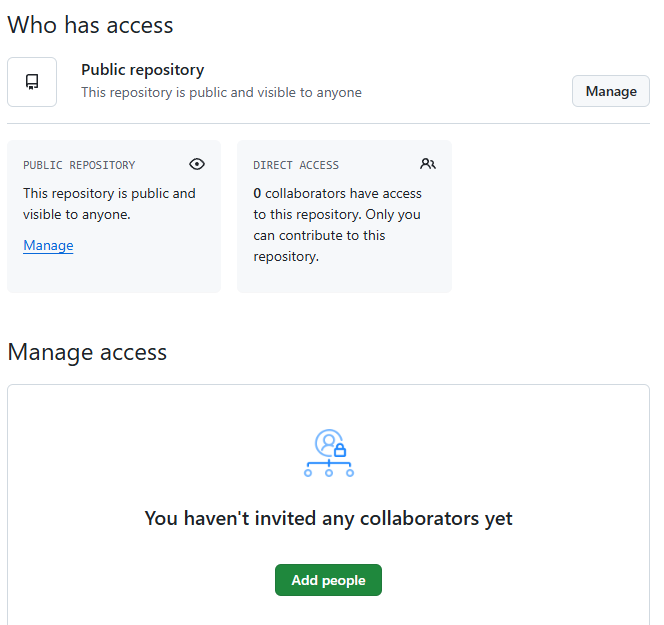 Who has access
Public repository
This repository is public and visible to anyone
Manage
PUBLIC REPOSITORY
This repository is public and
visible to anyone.
Manage
DIRECT ACCESS
0 collaborators have access
to this repository. Only you
can contribute to this
repository.
Manage access
You haven't invited any collaborators yet
Add people